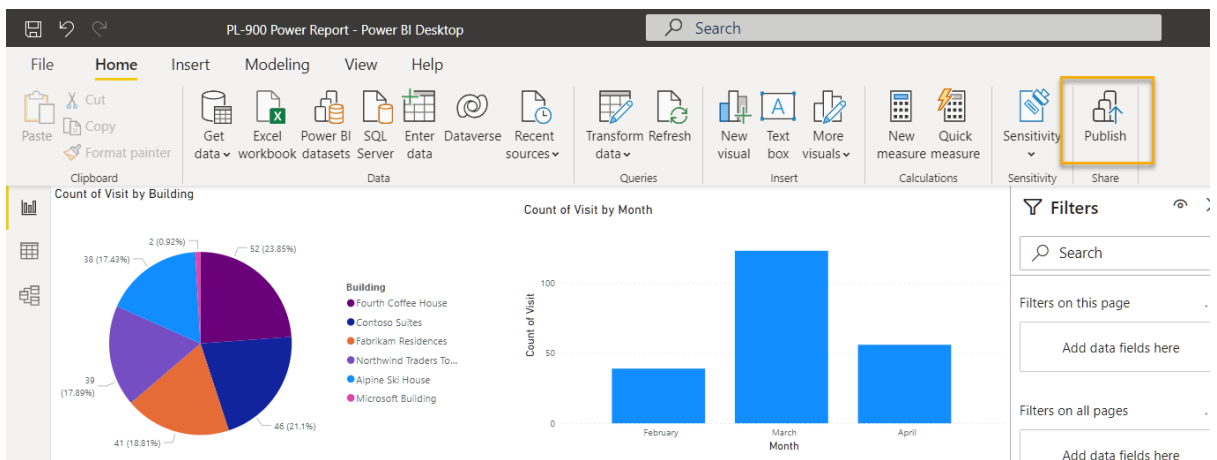 PL-900 Power Report - Power BI Desktop
Search
File Home Insert Modeling View Help
Paste
Cut
Copy
Format painter
Get data
Excel workbook
Power BI datasets
SQL Server
Enter data
Dataverse
Recent sources
Transform data
Refresh
New visual
Text box
More visuals
New measure
Quick measure
Sensitivity
Publish
Clipboard
Data
Queries
Insert
Calculations
Sensitivity
Share
Count of Visit by Building
2 (0.92%)
52 (23.85%)
38 (17.43%)
39
(17.89%)
46 (21.1%)
41 (18.81%)
Building
Fourth Coffee House
Contoso Suites
Fabrikam Residences
Northwind Traders To...
Alpine Ski House
Microsoft Building
Count of Visit by Month
Count of Visit
100
50
0
February
March
April
Month
Filters
Search
Filters on this page
Add data fields here
Filters on all pages
Add data fields here